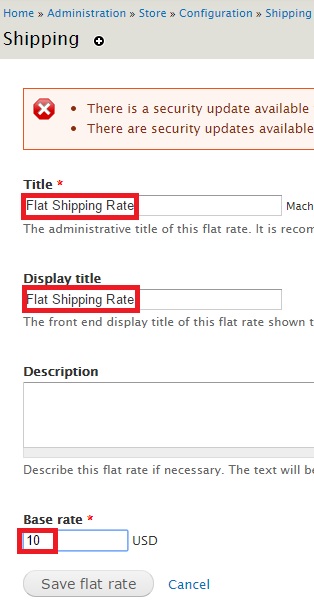 Home » Administration » Store » Configuration » Shipping
Shipping
There is a security update available
There are security updates available
Title *
Flat Shipping Rate
Mach
The administrative title of this flat rate. It is recom
Display title
Flat Shipping Rate
The front end display title of this flat rate shown t
Description
Describe this flat rate if necessary. The text will be
Base rate *
10 USD
Save flat rate Cancel